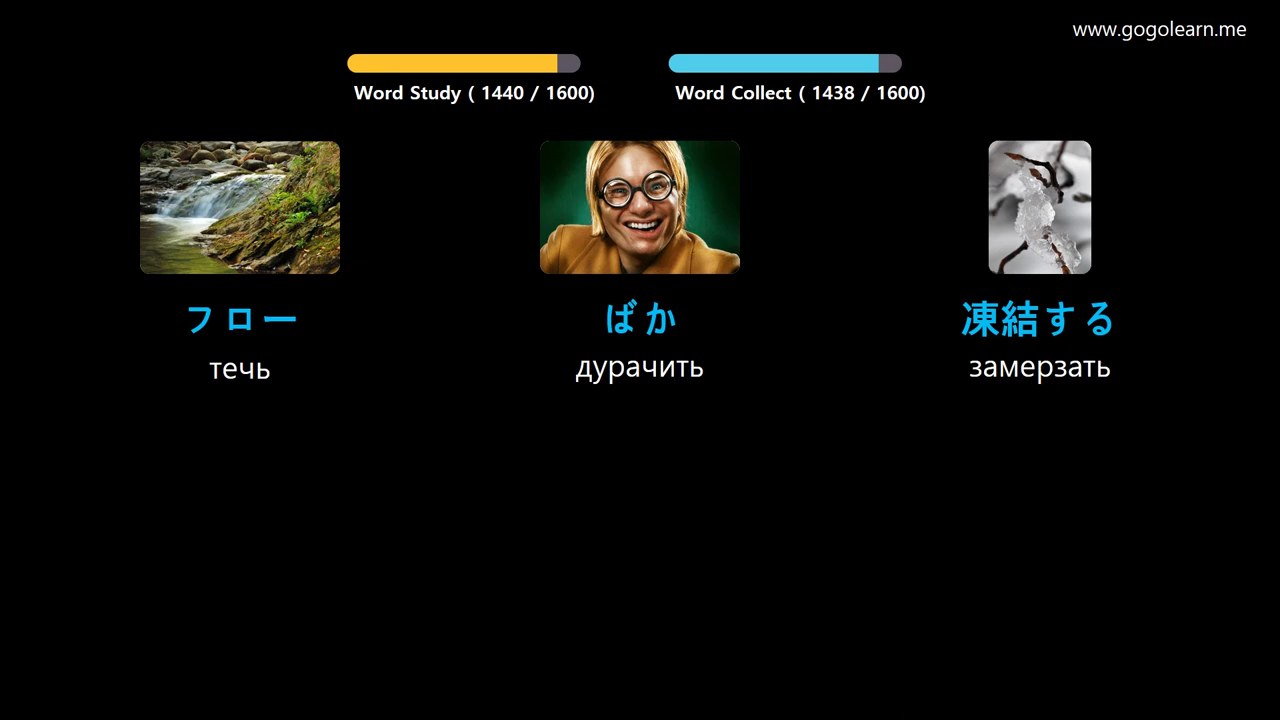 www.gogolearn.me
Word Study ( 1440 / 1600)
Word Collect ( 1438 / 1600)
フロー
ばか
凍結する
течь
дурачить
замерзать